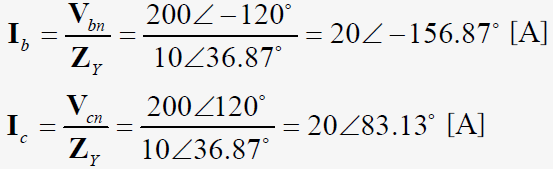 I_b = V_bn / Z_Y = 200∠−120° / 10∠36.87° = 20∠−156.87° [A]
I_c = V_cn / Z_Y = 200∠120° / 10∠36.87° = 20∠83.13° [A]